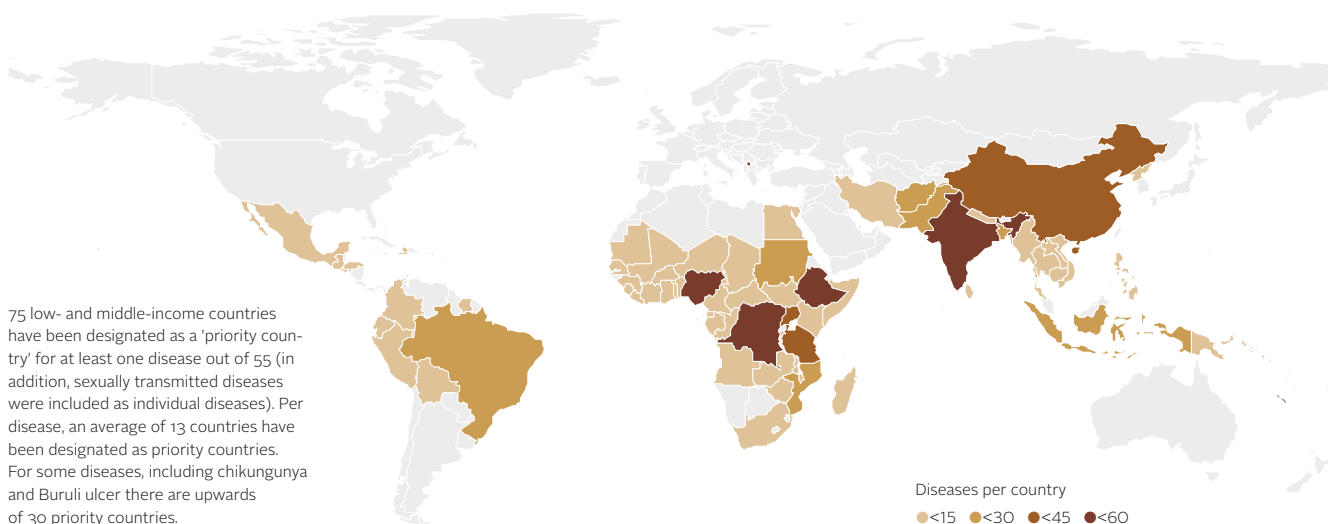 75 low- and middle-income countries
have been designated as a 'priority coun-
try' for at least one disease out of 55 (in
addition, sexually transmitted diseases
were included as individual diseases). Per
disease, an average of 13 countries have
been designated as priority countries.
For some diseases, including chikungunya
and Buruli ulcer there are upwards
of 30 priority countries.
Diseases per country
<15 <30 <45 <60